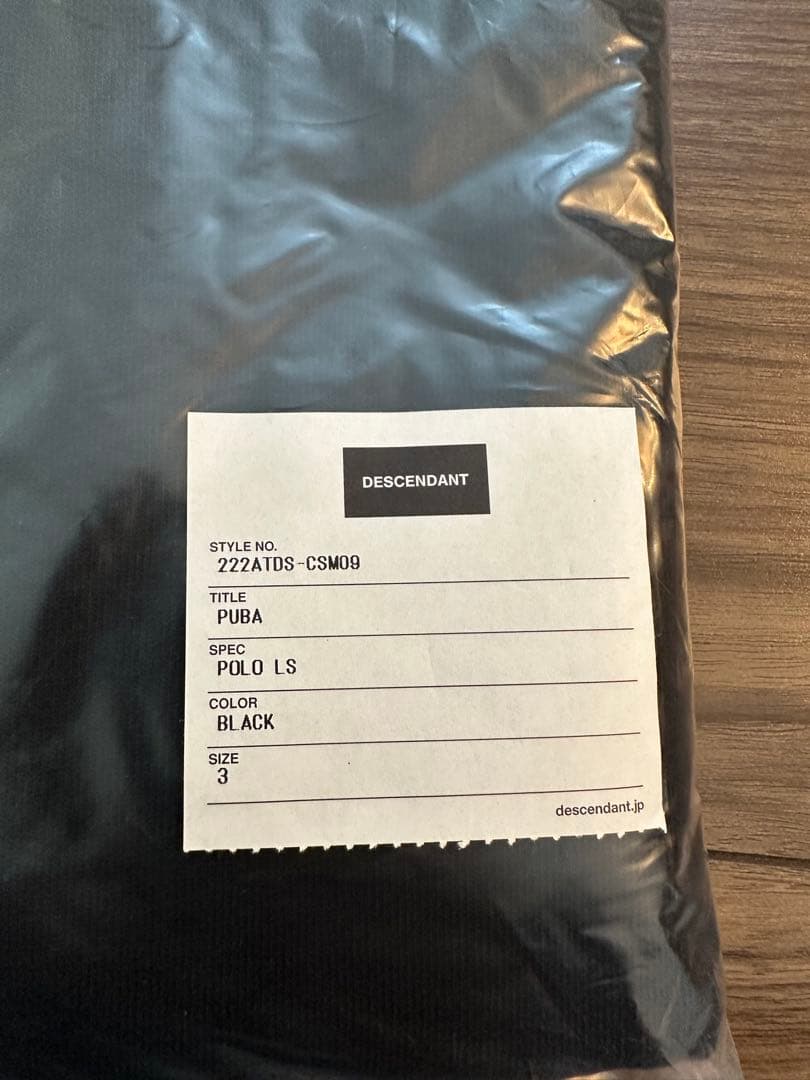 DESCENDANT
STYLE NO.
222ATDS-CSM09
TITLE
PUBA
SPEC
POLO LS
COLOR
BLACK
SIZE
3
descendant.jp